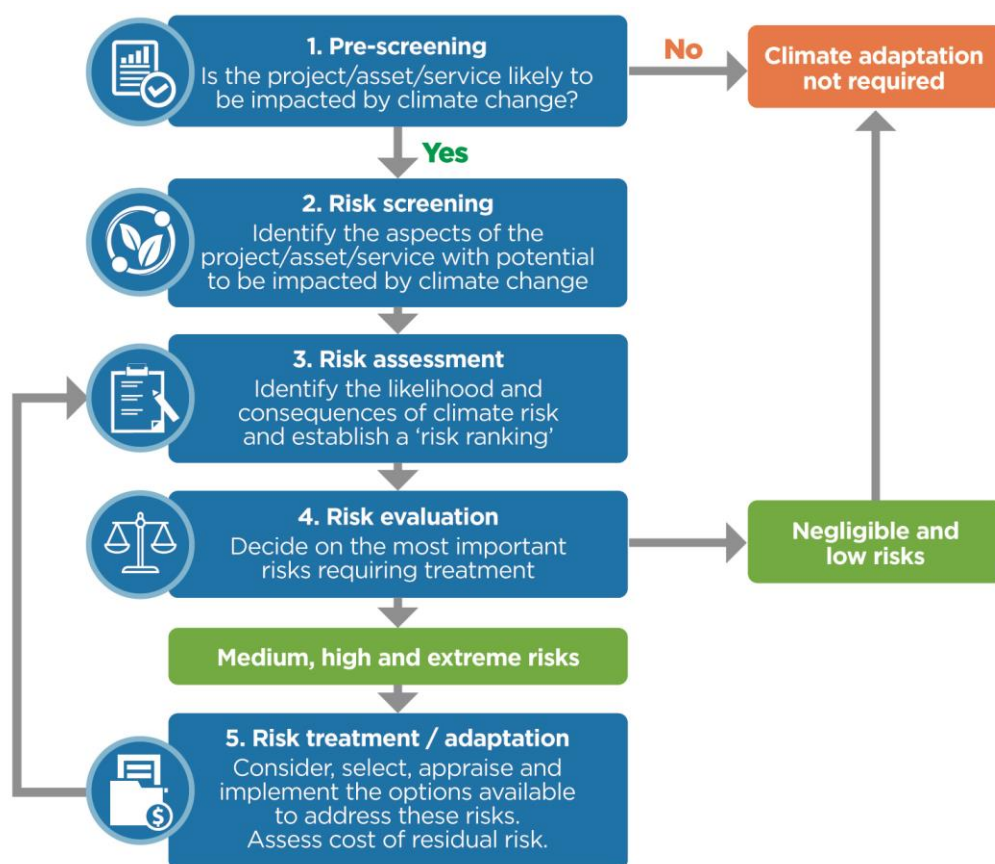 1. Pre-screening
Is the project/asset/service likely to
be impacted by climate change?
No
Climate adaptation
not required
Yes
2. Risk screening
Identify the aspects of the
project/asset/service with potential
to be impacted by climate change
3. Risk assessment
Identify the likelihood and
consequences of climate risk
and establish a ‘risk ranking’
4. Risk evaluation
Decide on the most important
risks requiring treatment
Negligible and
low risks
Medium, high and extreme risks
5. Risk treatment / adaptation
Consider, select, appraise and
implement the options available
to address these risks.
Assess cost of residual risk.
$